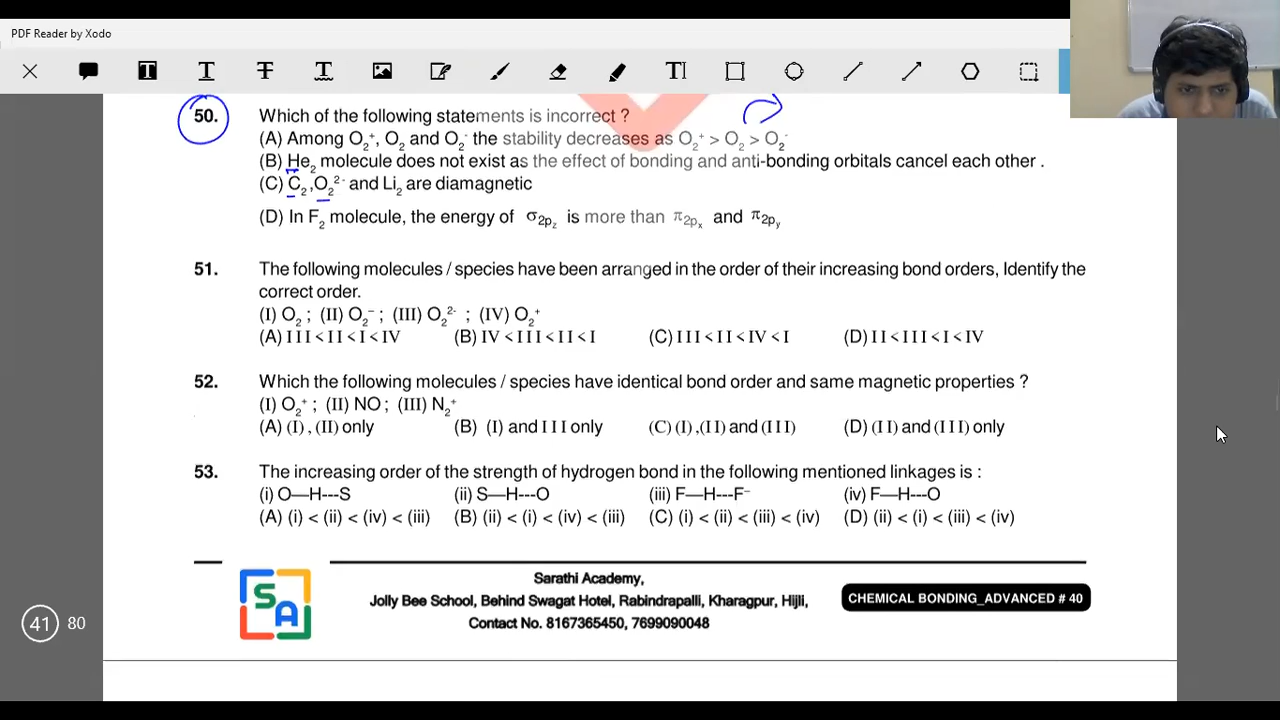 PDF Reader by Xodo
50. Which of the following statements is incorrect ?
(A) Among O₂⁺, O₂ and O₂⁻ the stability decreases as O₂⁺ > O₂ > O₂⁻
(B) He₂ molecule does not exist as the effect of bonding and anti-bonding orbitals cancel each other .
(C) C₂ ,O₂²⁻ and Li₂ are diamagnetic
(D) In F₂ molecule, the energy of σ2pz is more than π2px and π2py
51. The following molecules / species have been arranged in the order of their increasing bond orders, Identify the
correct order.
(I) O₂ ; (II) O₂⁻ ; (III) O₂²⁻ ; (IV) O₂⁺
(A) III < II < I < IV (B) IV < III < II < I (C) III < II < IV < I (D) II < III < I < IV
52. Which the following molecules / species have identical bond order and same magnetic properties ?
(I) O₂⁺ ; (II) NO ; (III) N₂⁺
(A) (I) , (II) only (B) (I) and III only (C) (I) ,(II) and (III) (D) (II) and (III) only
53. The increasing order of the strength of hydrogen bond in the following mentioned linkages is :
(i) O—H---S (ii) S—H---O (iii) F—H---F⁻ (iv) F—H---O
(A) (i) < (ii) < (iv) < (iii) (B) (ii) < (i) < (iv) < (iii) (C) (i) < (ii) < (iii) < (iv) (D) (ii) < (i) < (iii) < (iv)
SA
Sarathi Academy,
Jolly Bee School, Behind Swagat Hotel, Rabindrapalli, Kharagpur, Hijli,
Contact No. 8167365450, 7699090048
CHEMICAL BONDING_ADVANCED # 40
41 80